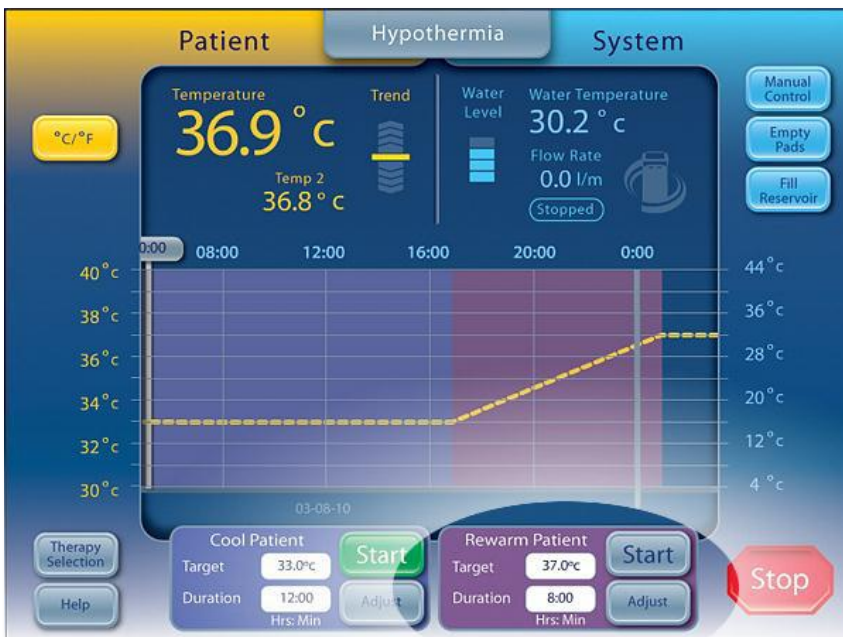 Patient
Hypothermia
System
°C/°F
Temperature
36.9 °c
Temp 2
36.8 °c
Trend
Water
Level
Water Temperature
30.2 °c
Flow Rate
0.0 l/m
Stopped
Manual
Control
Empty
Pads
Fill
Reservoir
0:00 08:00 12:00 16:00 20:00 0:00
40°c
38°c
36°c
34°c
32°c
30°c
44°c
36°c
28°c
20°c
12°c
4°c
03-08-10
Therapy
Selection
Help
Cool Patient
Target 33.0°c Start
Duration 12:00 Adjust
Hrs: Min
Rewarm Patient
Target 37.0°c Start
Duration 8:00 Adjust
Hrs: Min
Stop